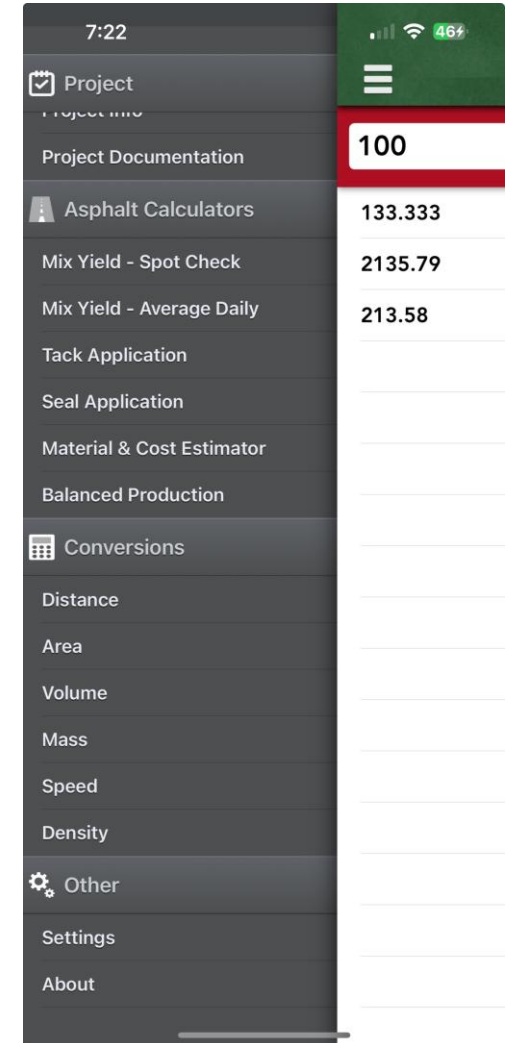 7:22
46
Project
Project Info
Project Documentation
Asphalt Calculators
Mix Yield - Spot Check
Mix Yield - Average Daily
Tack Application
Seal Application
Material & Cost Estimator
Balanced Production
Conversions
Distance
Area
Volume
Mass
Speed
Density
Other
Settings
About
100
133.333
2135.79
213.58